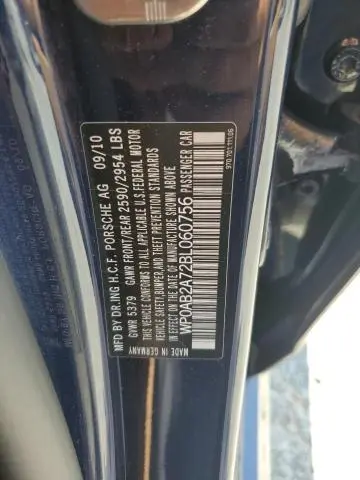 MFD BY DR.ING H.C.F. PORSCHE AG 09/10
GVWR 5379 GAWR FRONT/REAR 2590/2954 LBS
THIS VEHICLE CONFORMS TO ALL APPLICABLE U.S.FEDERAL MOTOR
VEHICLE SAFETY,BUMPER,AND THEFT PREVENTION STANDARDS
IN EFFECT ON THE DATE OF MANUFACTURE SHOWN ABOVE
WP0AB2A72BL060756 PASSENGER CAR
MADE IN GERMANY
970.701.111.06